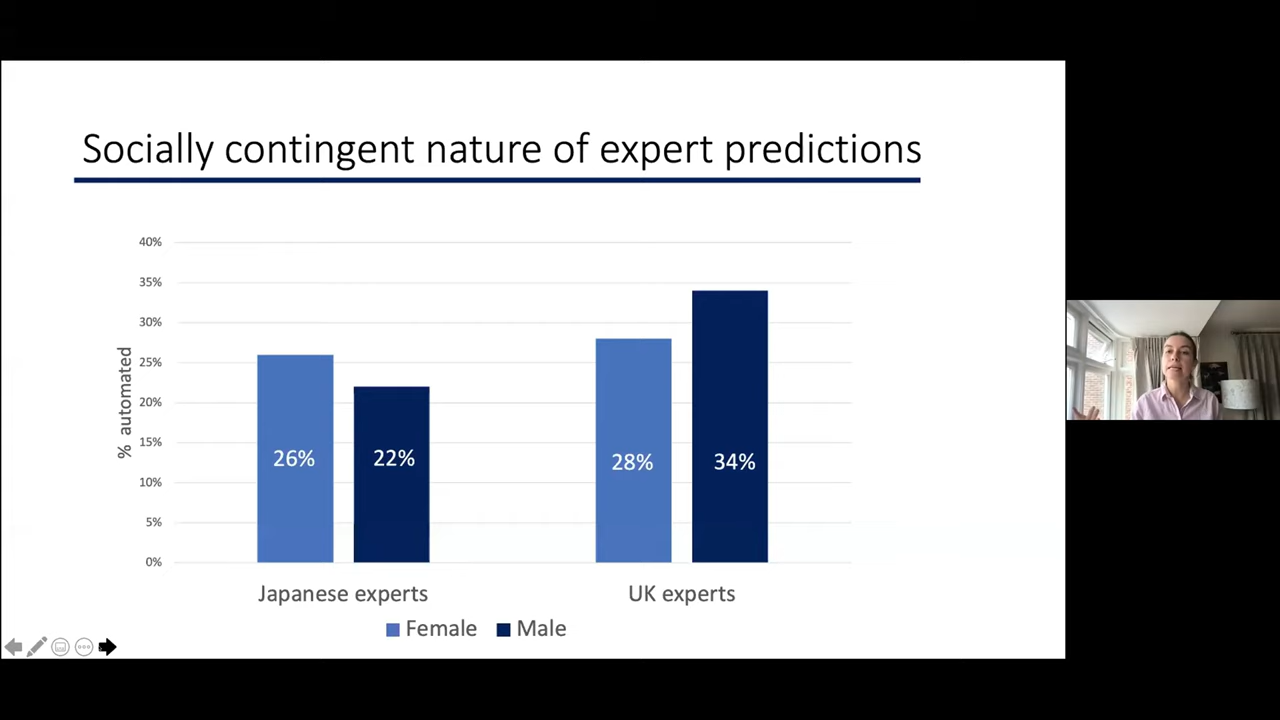 Socially contingent nature of expert predictions
40%
35%
30%
25%
20%
15%
10%
5%
0%
% automated
26%
22%
28%
34%
Japanese experts
UK experts
Female
Male